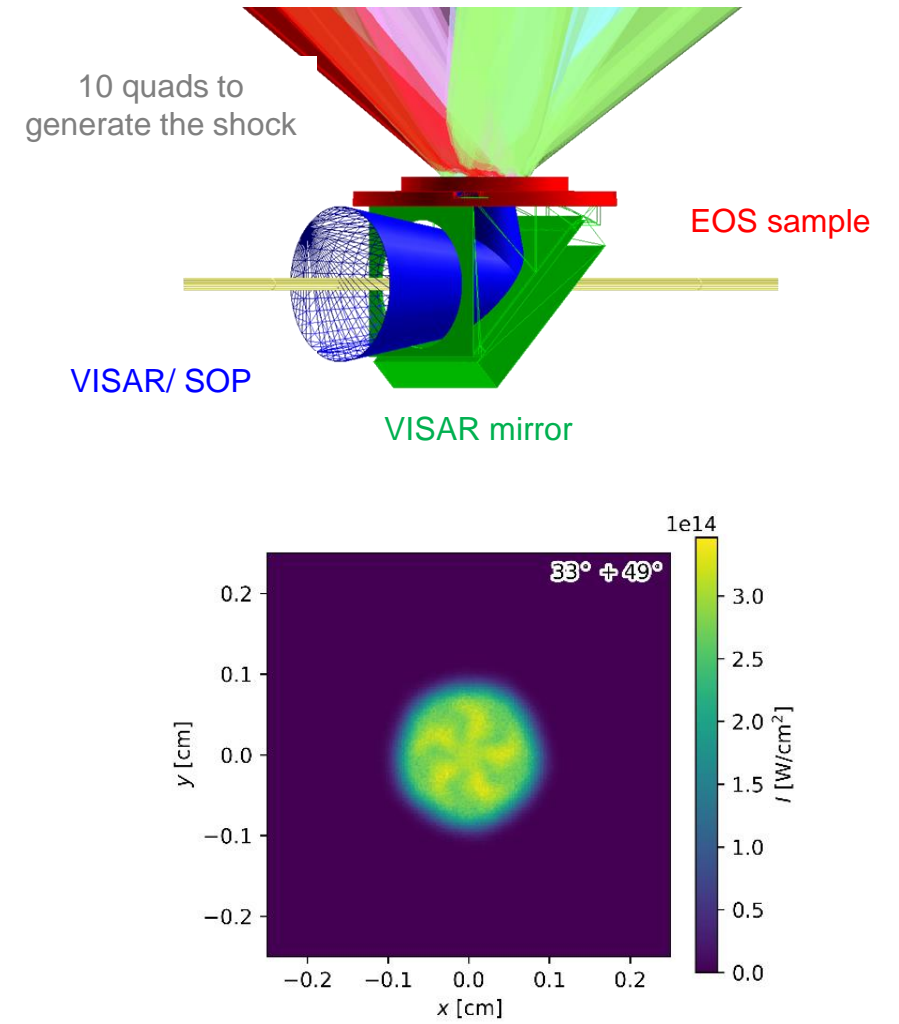 10 quads to
generate the shock
EOS sample
VISAR/ SOP
VISAR mirror
1e14
33° + 49°
0.2
0.1
0.0
−0.1
−0.2
y [cm]
−0.2 −0.1 0.0 0.1 0.2
x [cm]
3.0
2.5
2.0
1.5
1.0
0.5
0.0
I [W/cm²]